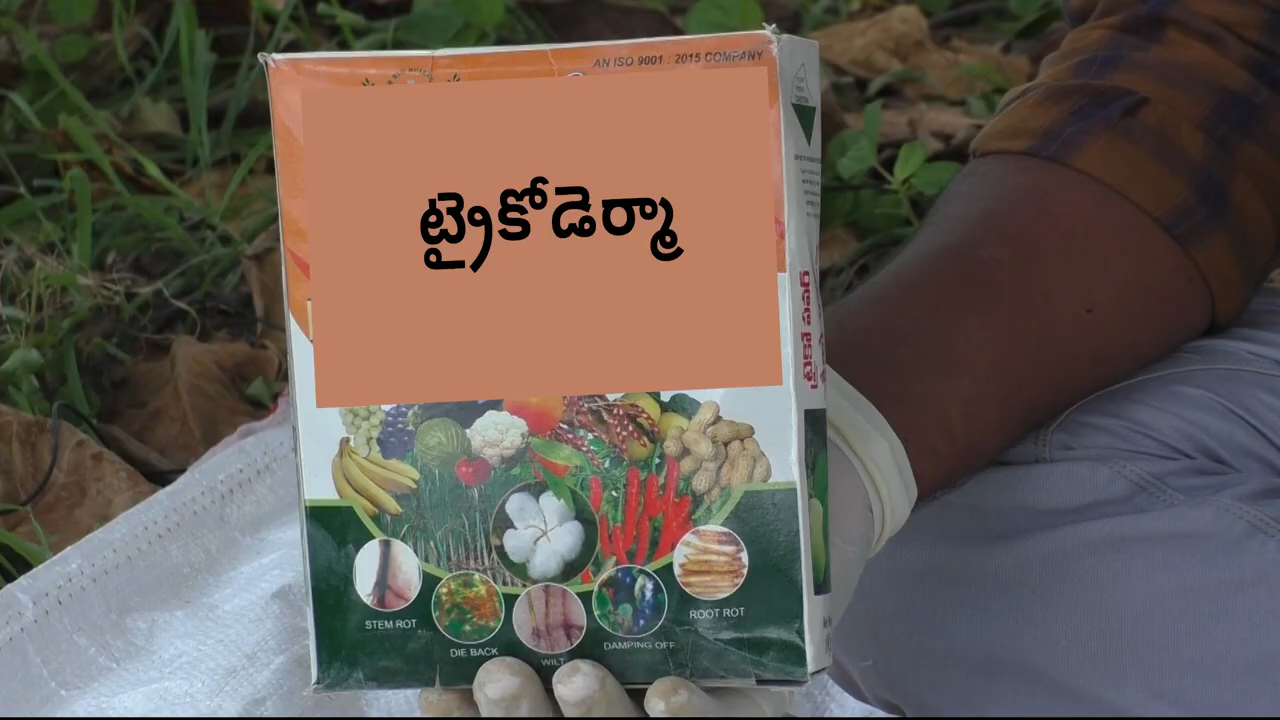 AN ISO 9001 : 2015 COMPANY
ట్రైకోడెర్మా
STEM ROT
DIE BACK
WILT
DAMPING OFF
ROOT ROT